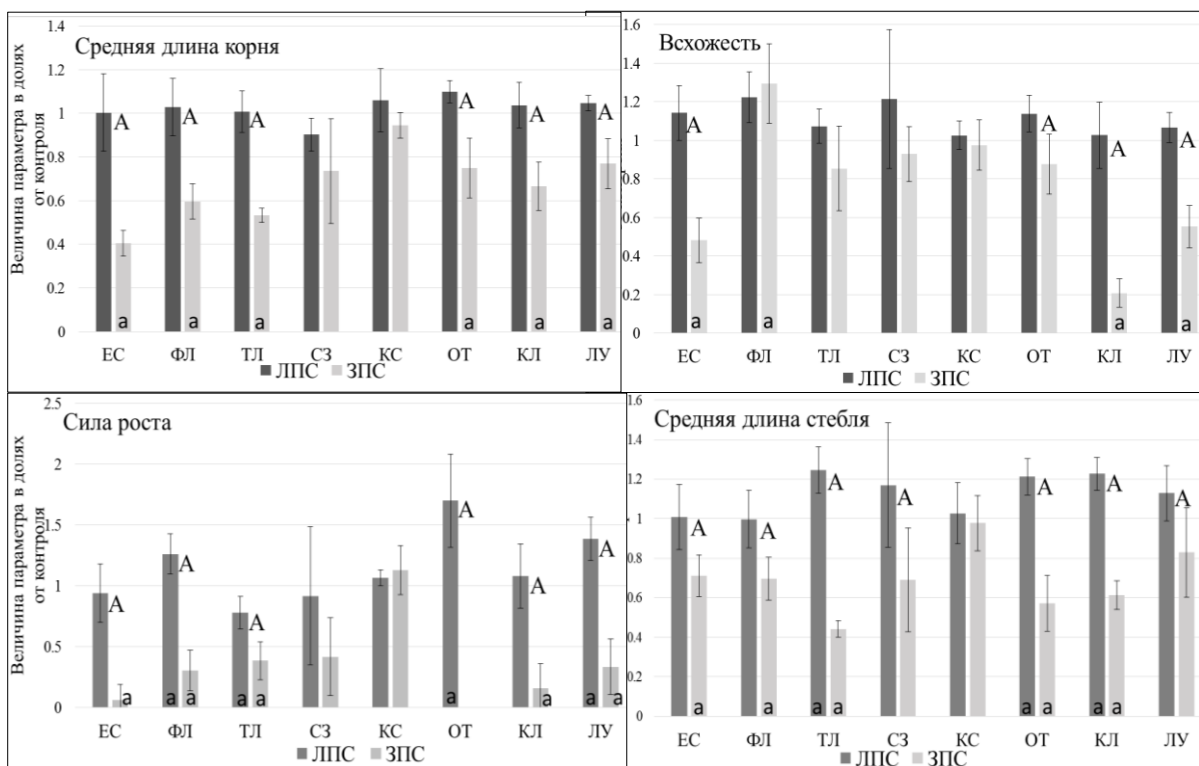 Средняя длина корня
Величина параметра в долях
от контроля
1.4
1.2
1
0.8
0.6
0.4
0.2
0
A A A A A A
a a a a a a
ЕС ФЛ ТЛ СЗ КС ОТ КЛ ЛУ
ЛПС ЗПС
Всхожесть
1.6
1.4
1.2
1
0.8
0.6
0.4
0.2
0
A A A A
a a a a
ЕС ФЛ ТЛ СЗ КС ОТ КЛ ЛУ
ЛПС ЗПС
Сила роста
Величина параметра в долях
от контроля
2.5
2
1.5
1
0.5
0
A A A A A A
a a a a a a a a a
ЕС ФЛ ТЛ СЗ КС ОТ КЛ ЛУ
ЛПС ЗПС
Средняя длина стебля
1.6
1.4
1.2
1
0.8
0.6
0.4
0.2
0
A A A A A A A
a a a a a a a a
ЕС ФЛ ТЛ СЗ КС ОТ КЛ ЛУ
ЛПС ЗПС